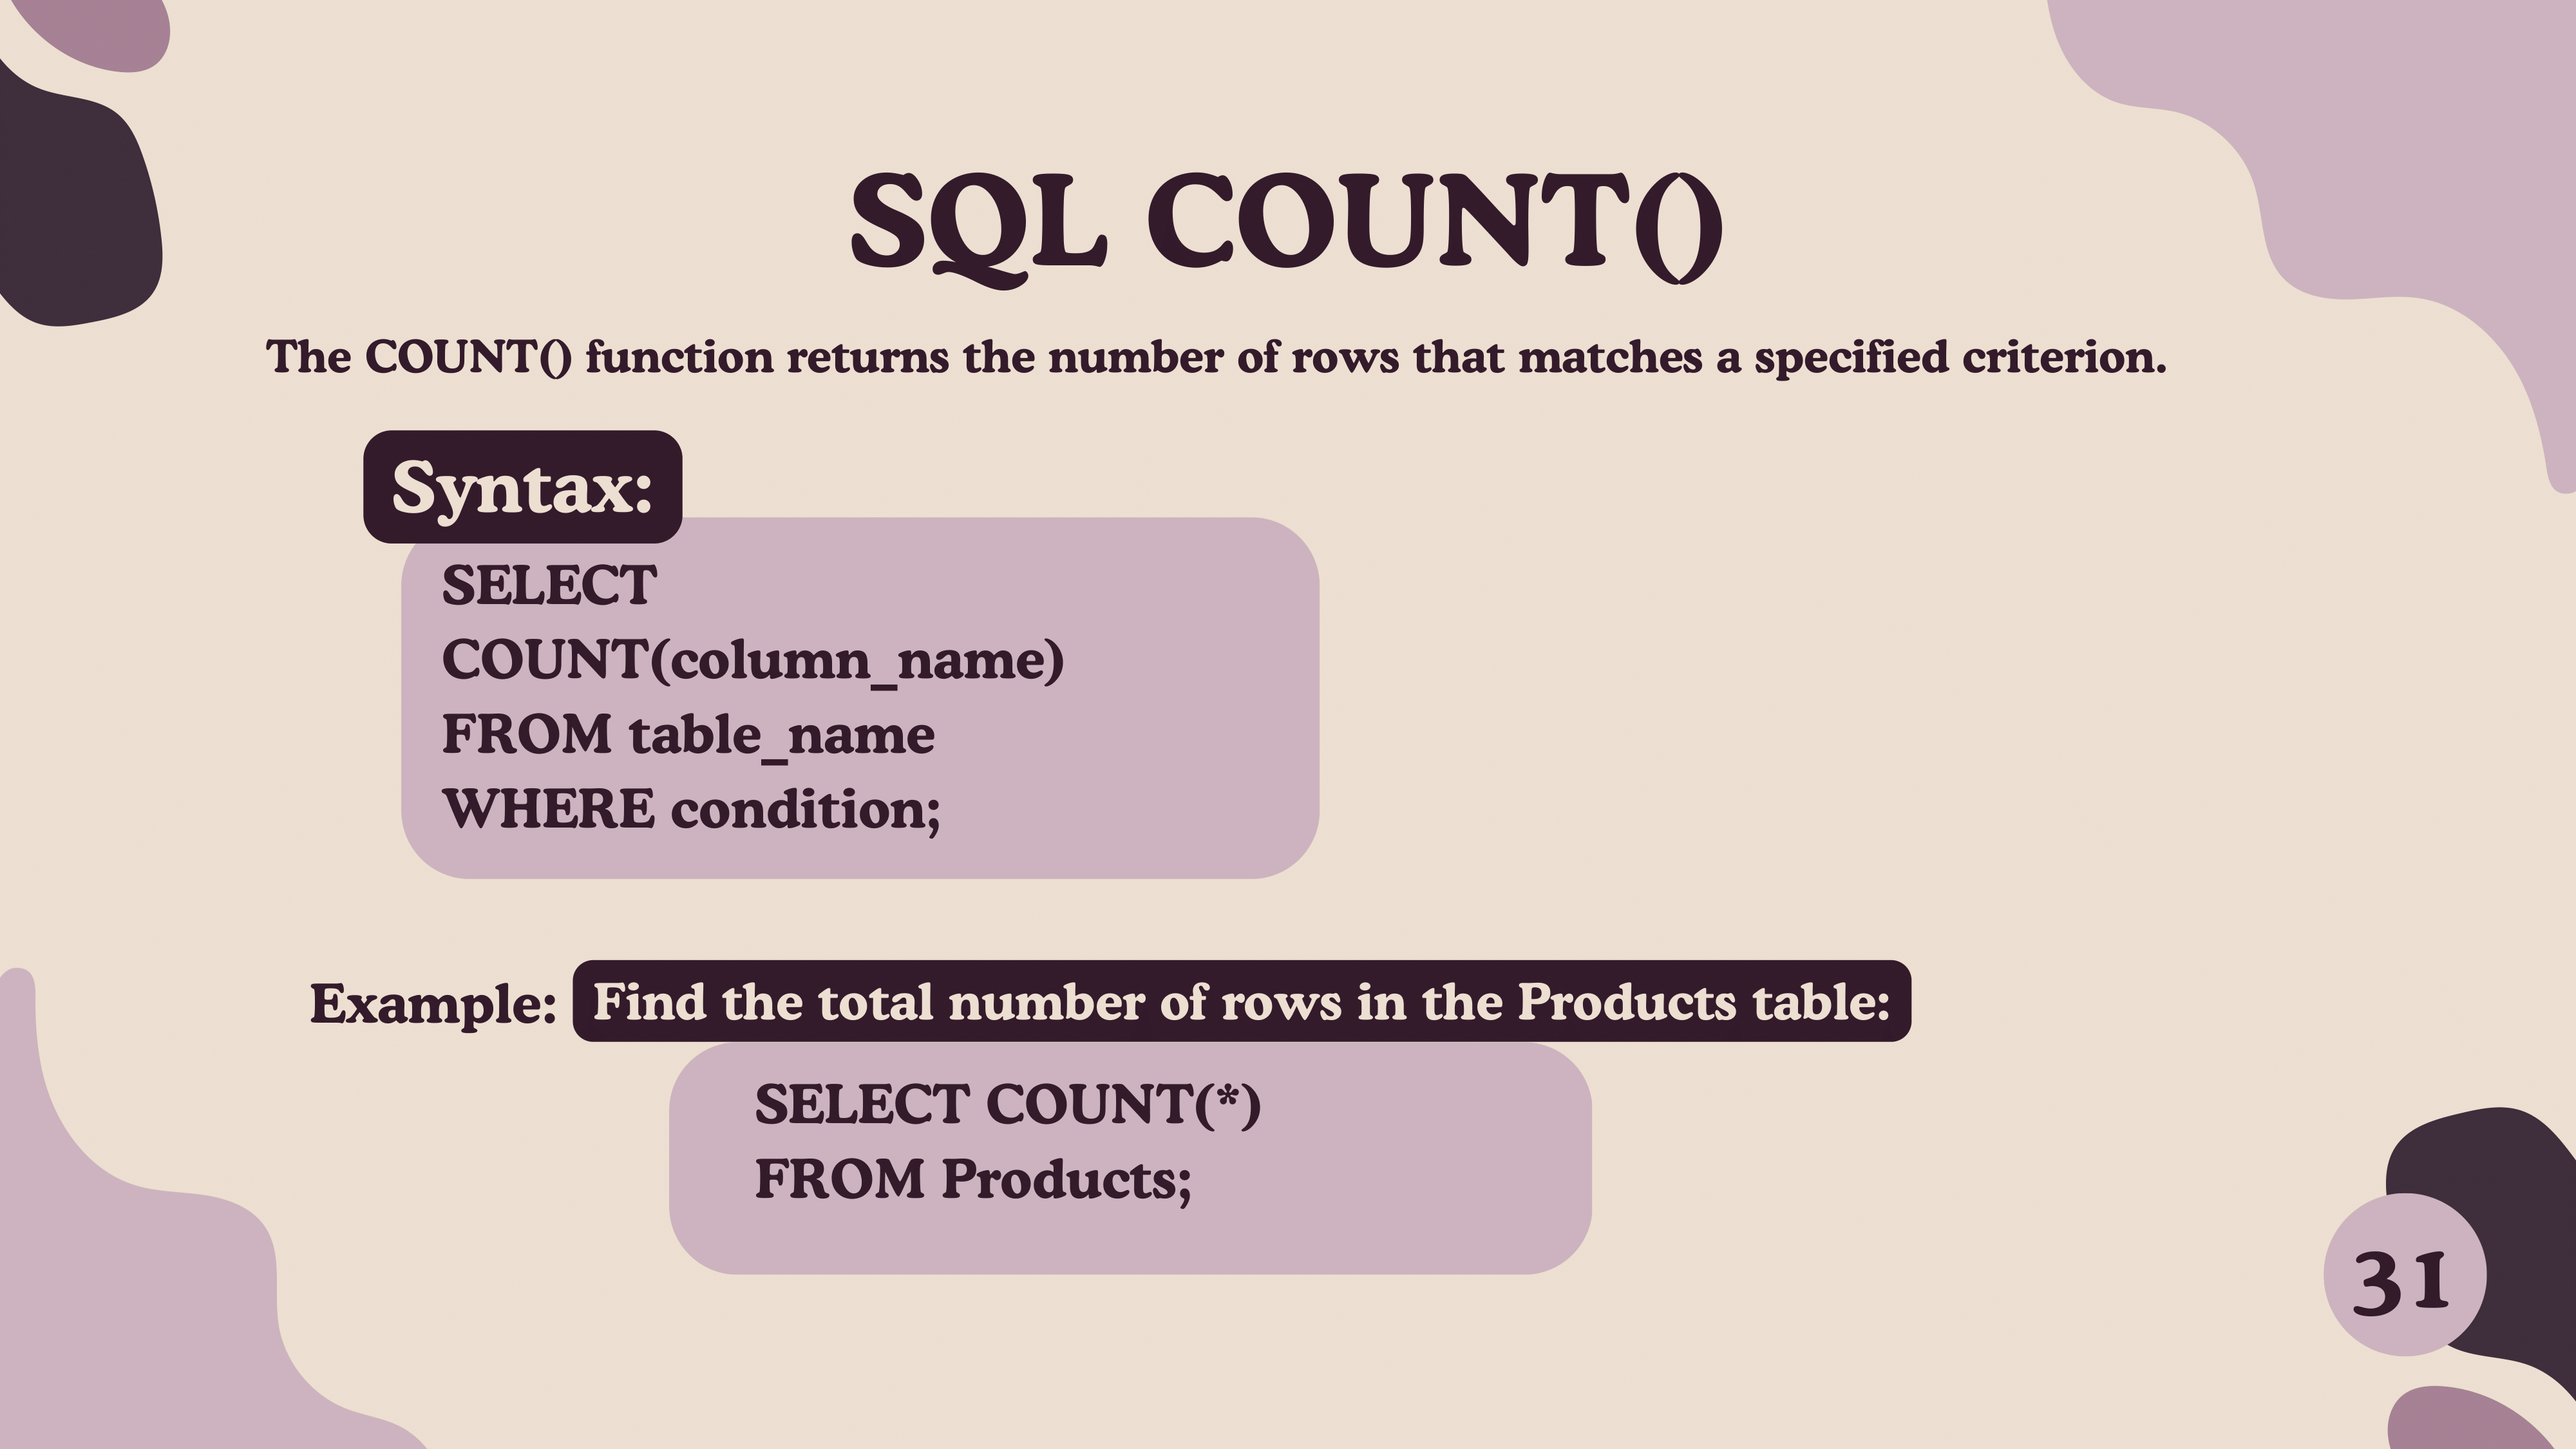 SQL COUNT()
The COUNT() function returns the number of rows that matches a specified criterion.
Syntax:
SELECT
COUNT(column_name)
FROM table_name
WHERE condition;
Example: Find the total number of rows in the Products table:
SELECT COUNT(*)
FROM Products;
31